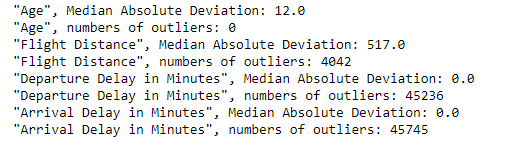 "Age", Median Absolute Deviation: 12.0
"Age", numbers of outliers: 0
"Flight Distance", Median Absolute Deviation: 517.0
"Flight Distance", numbers of outliers: 4042
"Departure Delay in Minutes", Median Absolute Deviation: 0.0
"Departure Delay in Minutes", numbers of outliers: 45236
"Arrival Delay in Minutes", Median Absolute Deviation: 0.0
"Arrival Delay in Minutes", numbers of outliers: 45745